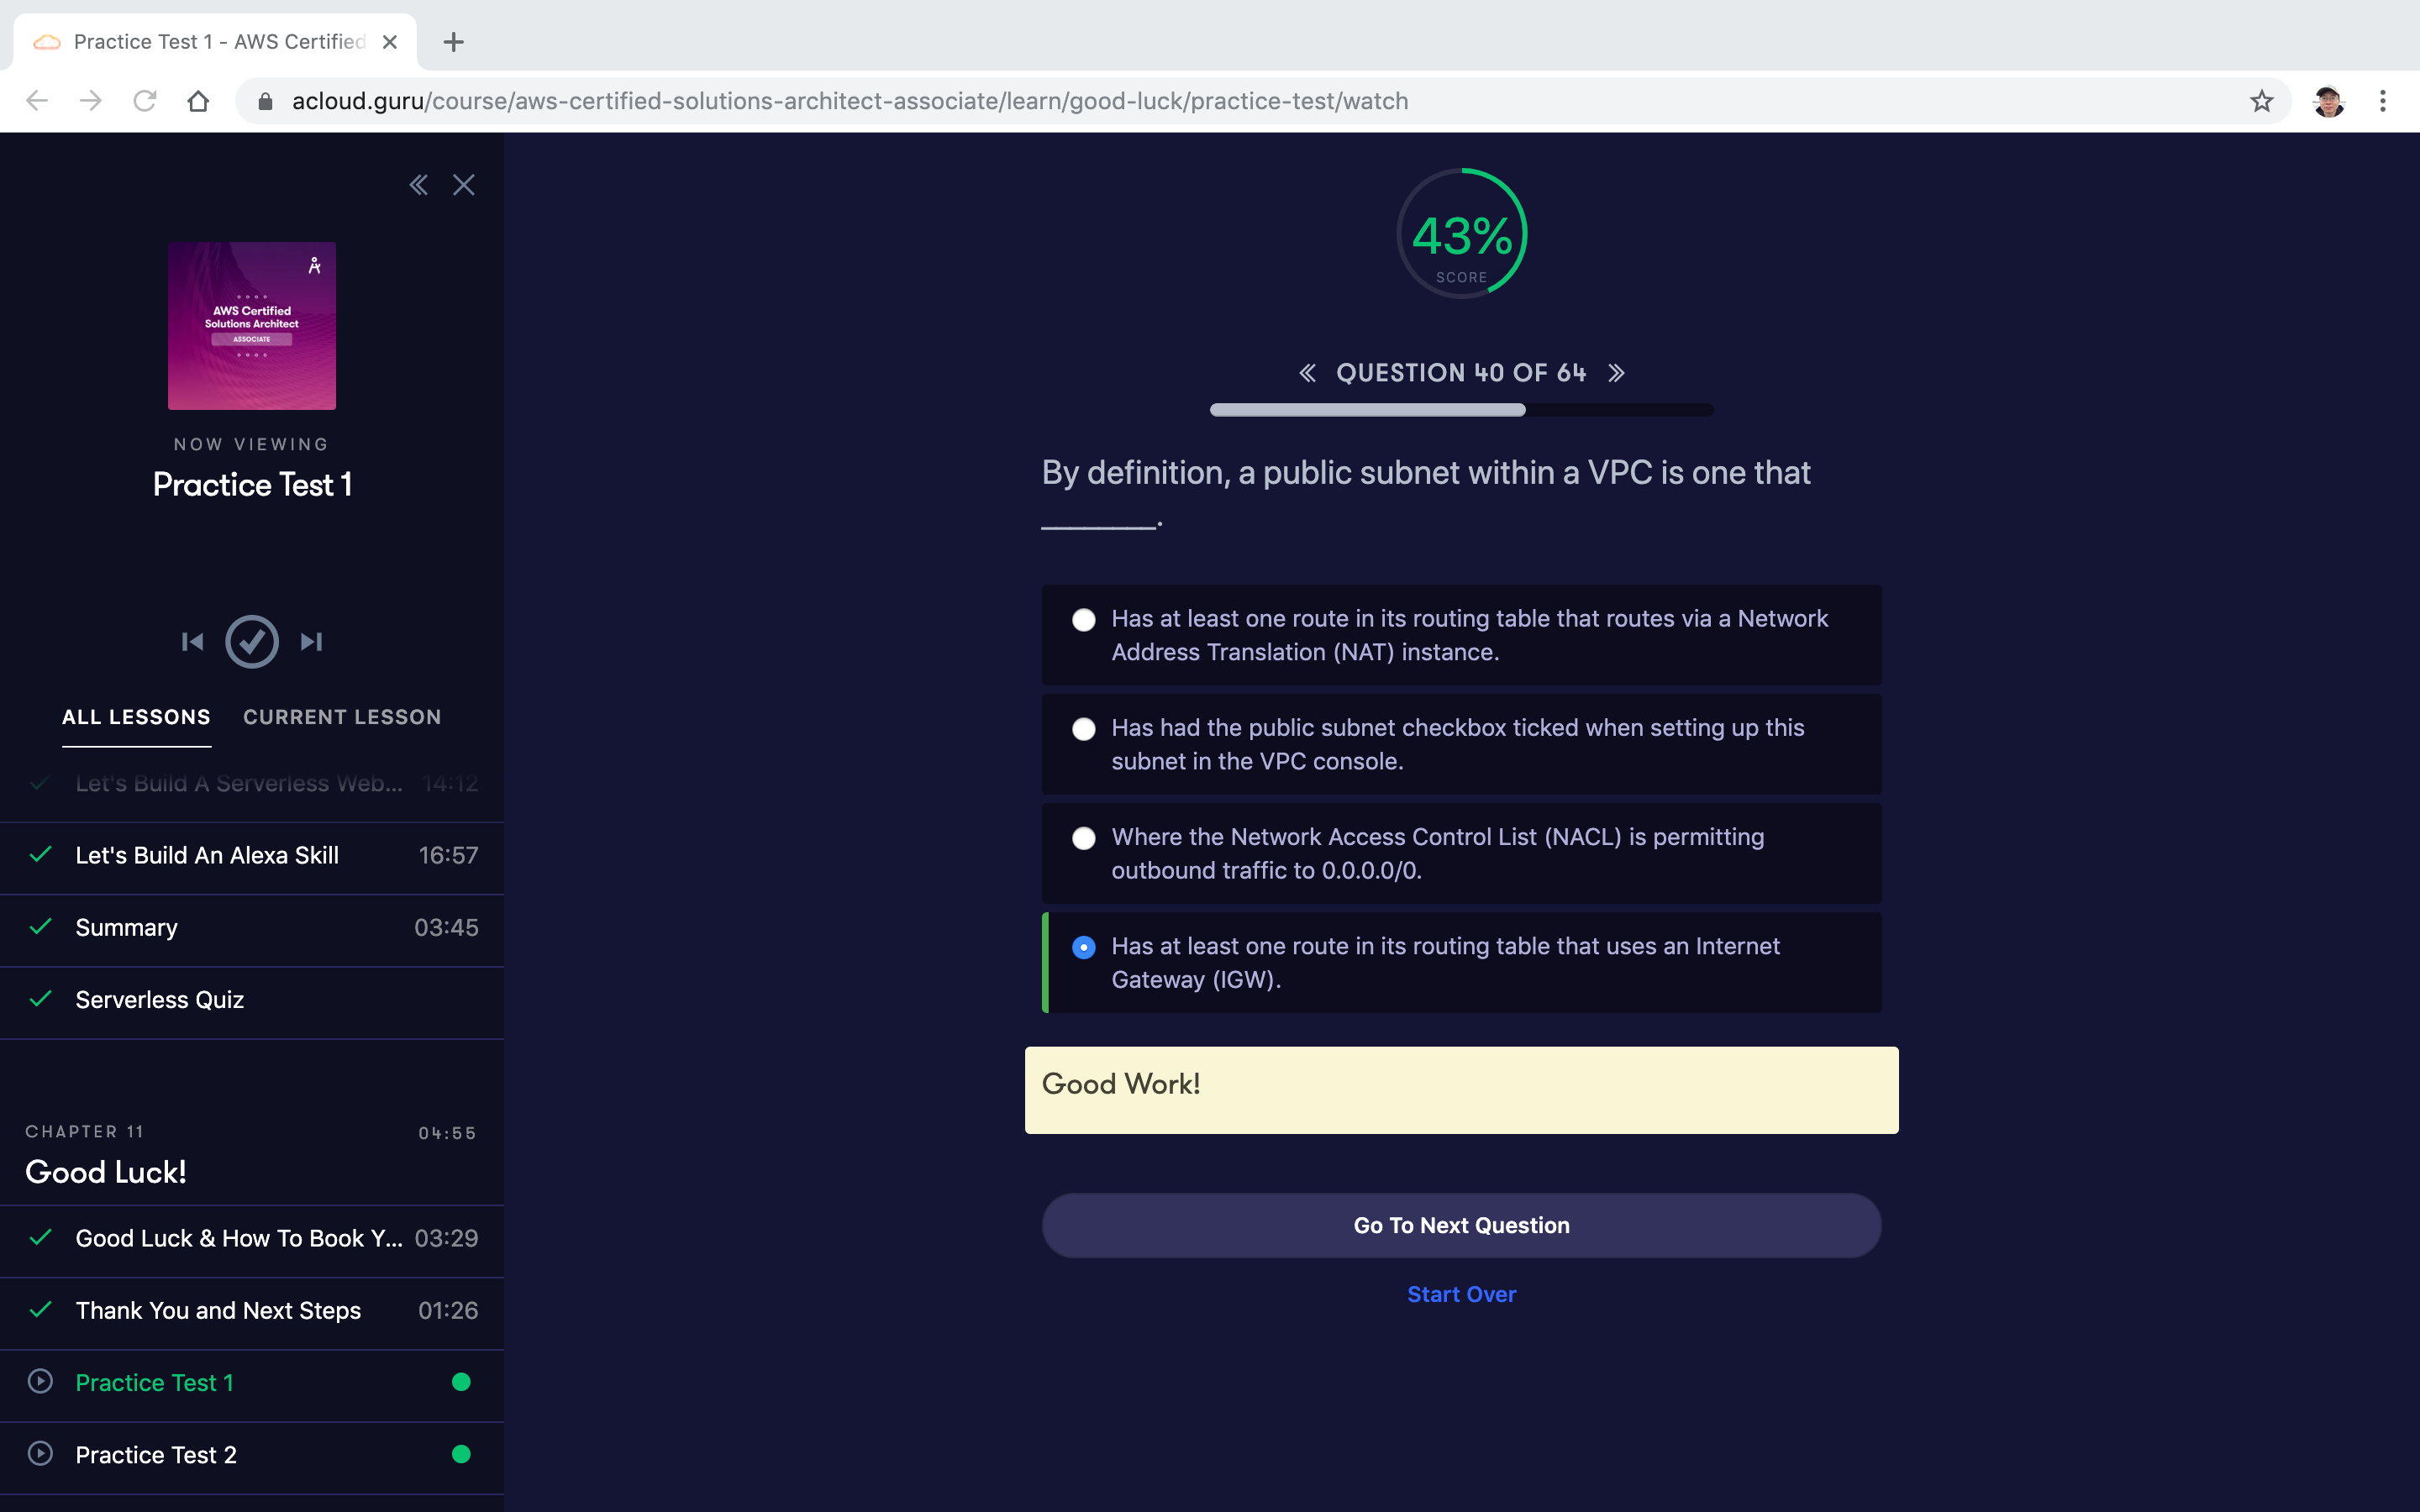 Practice Test 1 - AWS Certified
acloud.guru/course/aws-certified-solutions-architect-associate/learn/good-luck/practice-test/watch
AWS Certified
Solutions Architect
ASSOCIATE
NOW VIEWING
Practice Test 1
ALL LESSONS CURRENT LESSON
Let's Build A Serverless Web... 14:12
Let's Build An Alexa Skill 16:57
Summary 03:45
Serverless Quiz
CHAPTER 11 04:55
Good Luck!
Good Luck & How To Book Y... 03:29
Thank You and Next Steps 01:26
Practice Test 1
Practice Test 2
43%
SCORE
QUESTION 40 OF 64
By definition, a public subnet within a VPC is one that
________.
Has at least one route in its routing table that routes via a Network
Address Translation (NAT) instance.
Has had the public subnet checkbox ticked when setting up this
subnet in the VPC console.
Where the Network Access Control List (NACL) is permitting
outbound traffic to 0.0.0.0/0.
Has at least one route in its routing table that uses an Internet
Gateway (IGW).
Good Work!
Go To Next Question
Start Over